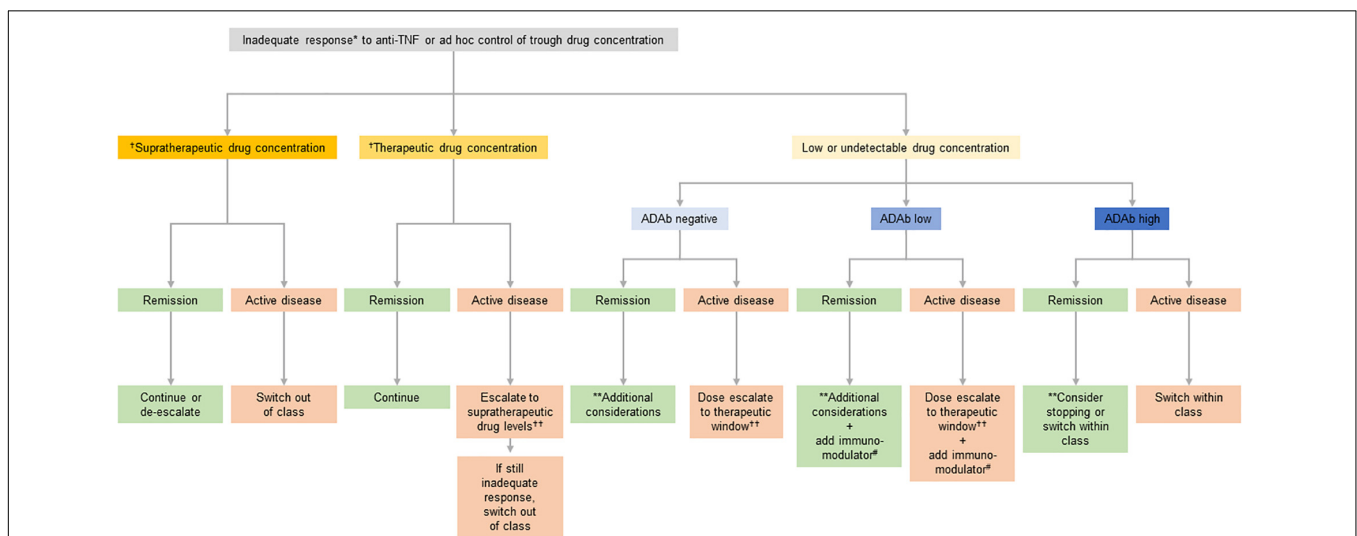 Inadequate response* to anti-TNF or ad hoc control of trough drug concentration
†Supratherapeutic drug concentration
†Therapeutic drug concentration
Low or undetectable drug concentration
ADAb negative
ADAb low
ADAb high
Remission
Active disease
Remission
Active disease
Remission
Active disease
Remission
Active disease
Remission
Active disease
Continue or
de-escalate
Switch out
of class
Continue
Escalate to
supratherapeutic
drug levels††
**Additional
considerations
Dose escalate
to therapeutic
window††
**Additional
considerations
+
add immuno-
modulator#
Dose escalate
to therapeutic
window††
+
add immuno-
modulator#
**Consider
stopping or
switch within
class
Switch within
class
If still
inadequate
response,
switch out
of class